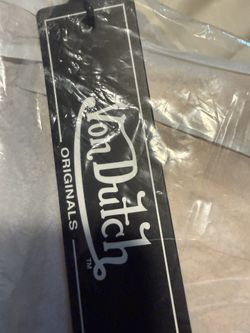 Von Dutch
TM
ORIGINALS